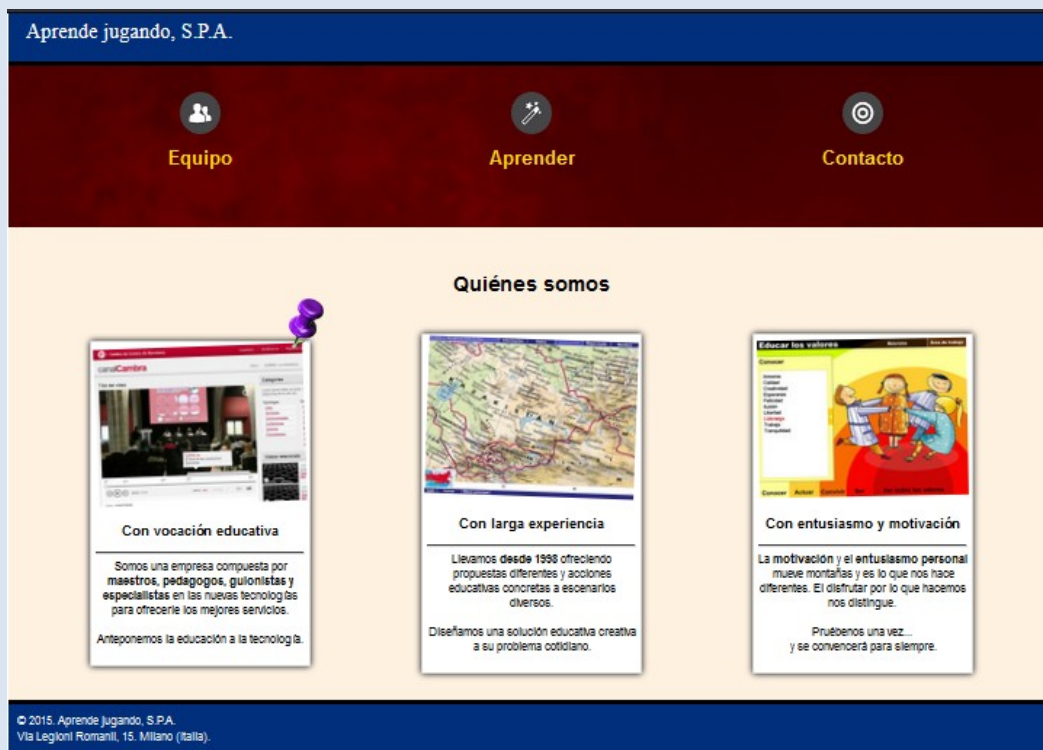 Aprende jugando, S.P.A.
Equipo
Aprender
Contacto
Quiénes somos
canalCambra
Educar los valores
Conocer
Conocer Actuar Convivir Ser
Con vocación educativa
Somos una empresa compuesta por
maestros, pedagogos, guionistas y
especialistas en las nuevas tecnologías
para ofrecerle los mejores servicios.
Anteponemos la educación a la tecnología.
Con larga experiencia
Llevamos desde 1998 ofreciendo
propuestas diferentes y acciones
educativas concretas a escenarios
diversos.
Diseñamos una solución educativa creativa
a su problema cotidiano.
Con entusiasmo y motivación
La motivación y el entusiasmo personal
mueve montañas y es lo que nos hace
diferentes. El disfrutar por lo que hacemos
nos distingue.
Pruébenos una vez...
y se convencerá para siempre.
© 2015. Aprende jugando, S.P.A.
Via Legioni Romanii, 15. Milano (Italia).